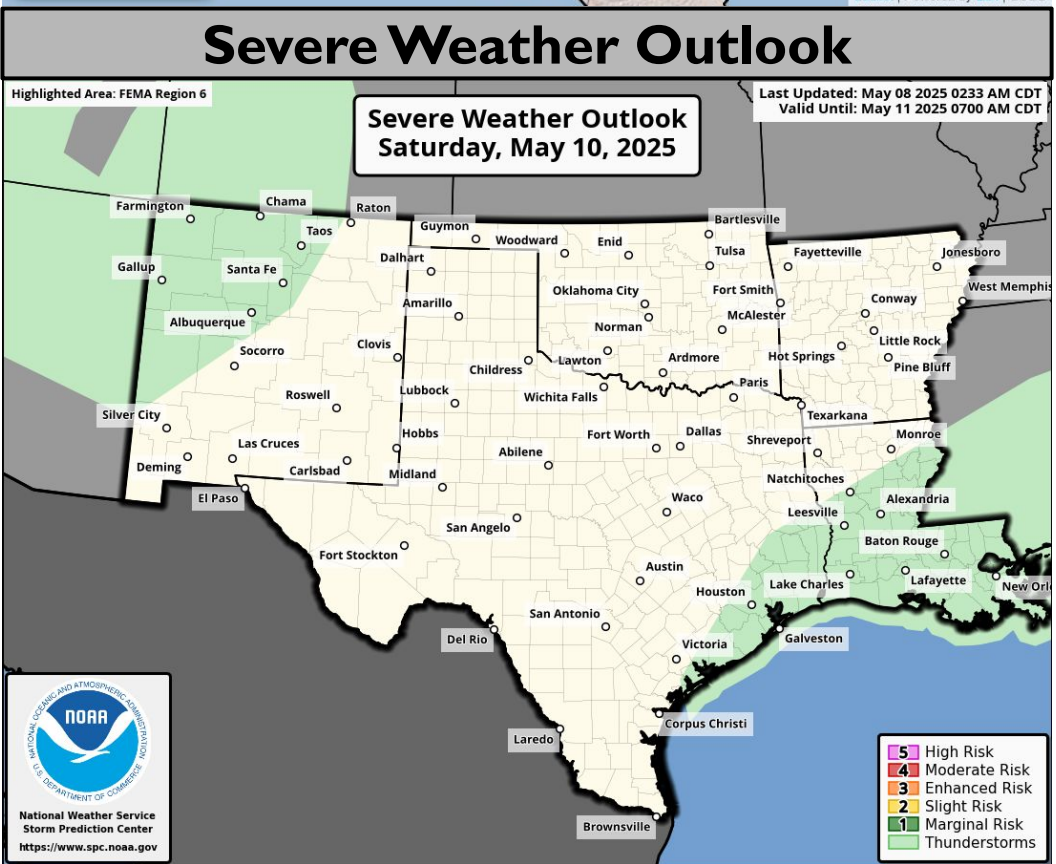 Severe Weather Outlook
Highlighted Area: FEMA Region 6
Last Updated: May 08 2025 0233 AM CDT
Valid Until: May 11 2025 0700 AM CDT
Severe Weather Outlook
Saturday, May 10, 2025
Farmington
Chama
Raton
Taos
Guymon
Woodward
Enid
Bartlesville
Tulsa
Fayetteville
Jonesboro
Gallup
Santa Fe
Dalhart
Amarillo
Oklahoma City
Fort Smith
Conway
West Memphis
Albuquerque
Norman
McAlester
Little Rock
Socorro
Clovis
Childress
Lawton
Ardmore
Hot Springs
Pine Bluff
Roswell
Lubbock
Wichita Falls
Paris
Texarkana
Silver City
Las Cruces
Hobbs
Abilene
Fort Worth
Dallas
Shreveport
Monroe
Deming
Carlsbad
Midland
Natchitoches
El Paso
San Angelo
Waco
Leesville
Alexandria
Fort Stockton
Austin
Baton Rouge
Houston
Lake Charles
Lafayette
New Orl
San Antonio
Del Rio
Victoria
Galveston
Corpus Christi
Laredo
Brownsville
NATIONAL OCEANIC AND ATMOSPHERIC ADMINISTRATION
NOAA
U.S. DEPARTMENT OF COMMERCE
National Weather Service
Storm Prediction Center
https://www.spc.noaa.gov
5 High Risk
4 Moderate Risk
3 Enhanced Risk
2 Slight Risk
1 Marginal Risk
Thunderstorms